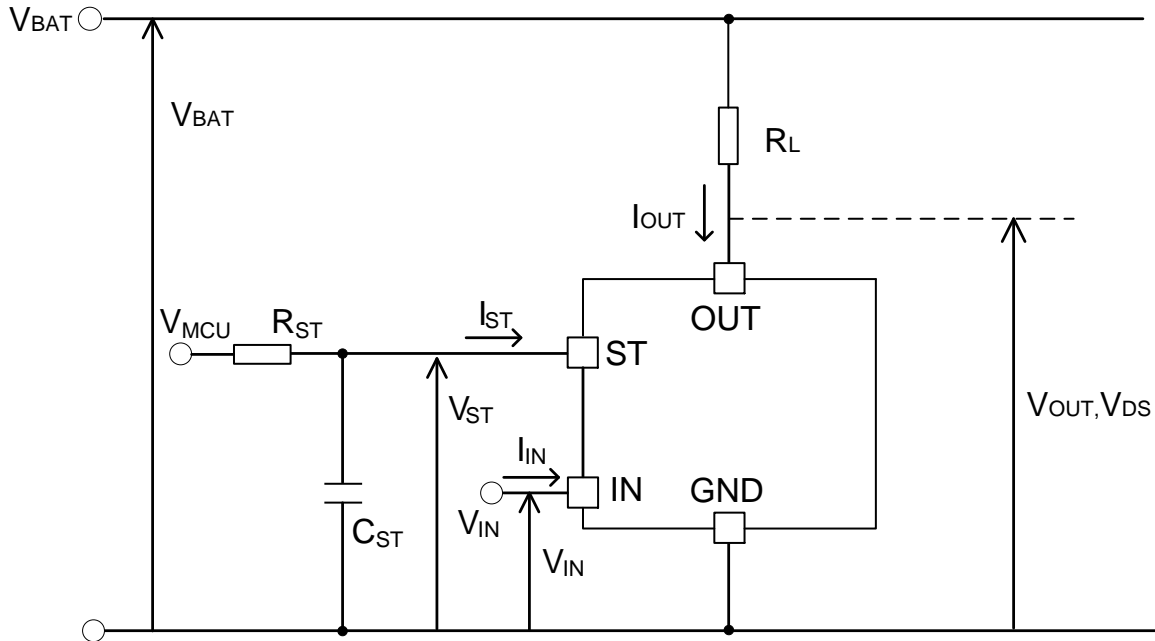 VBAT
VBAT
RL
IOUT
OUT
VMCU
RST
IST
ST
VST
VOUT,VDS
IIN
IN
GND
VIN
CST
VIN